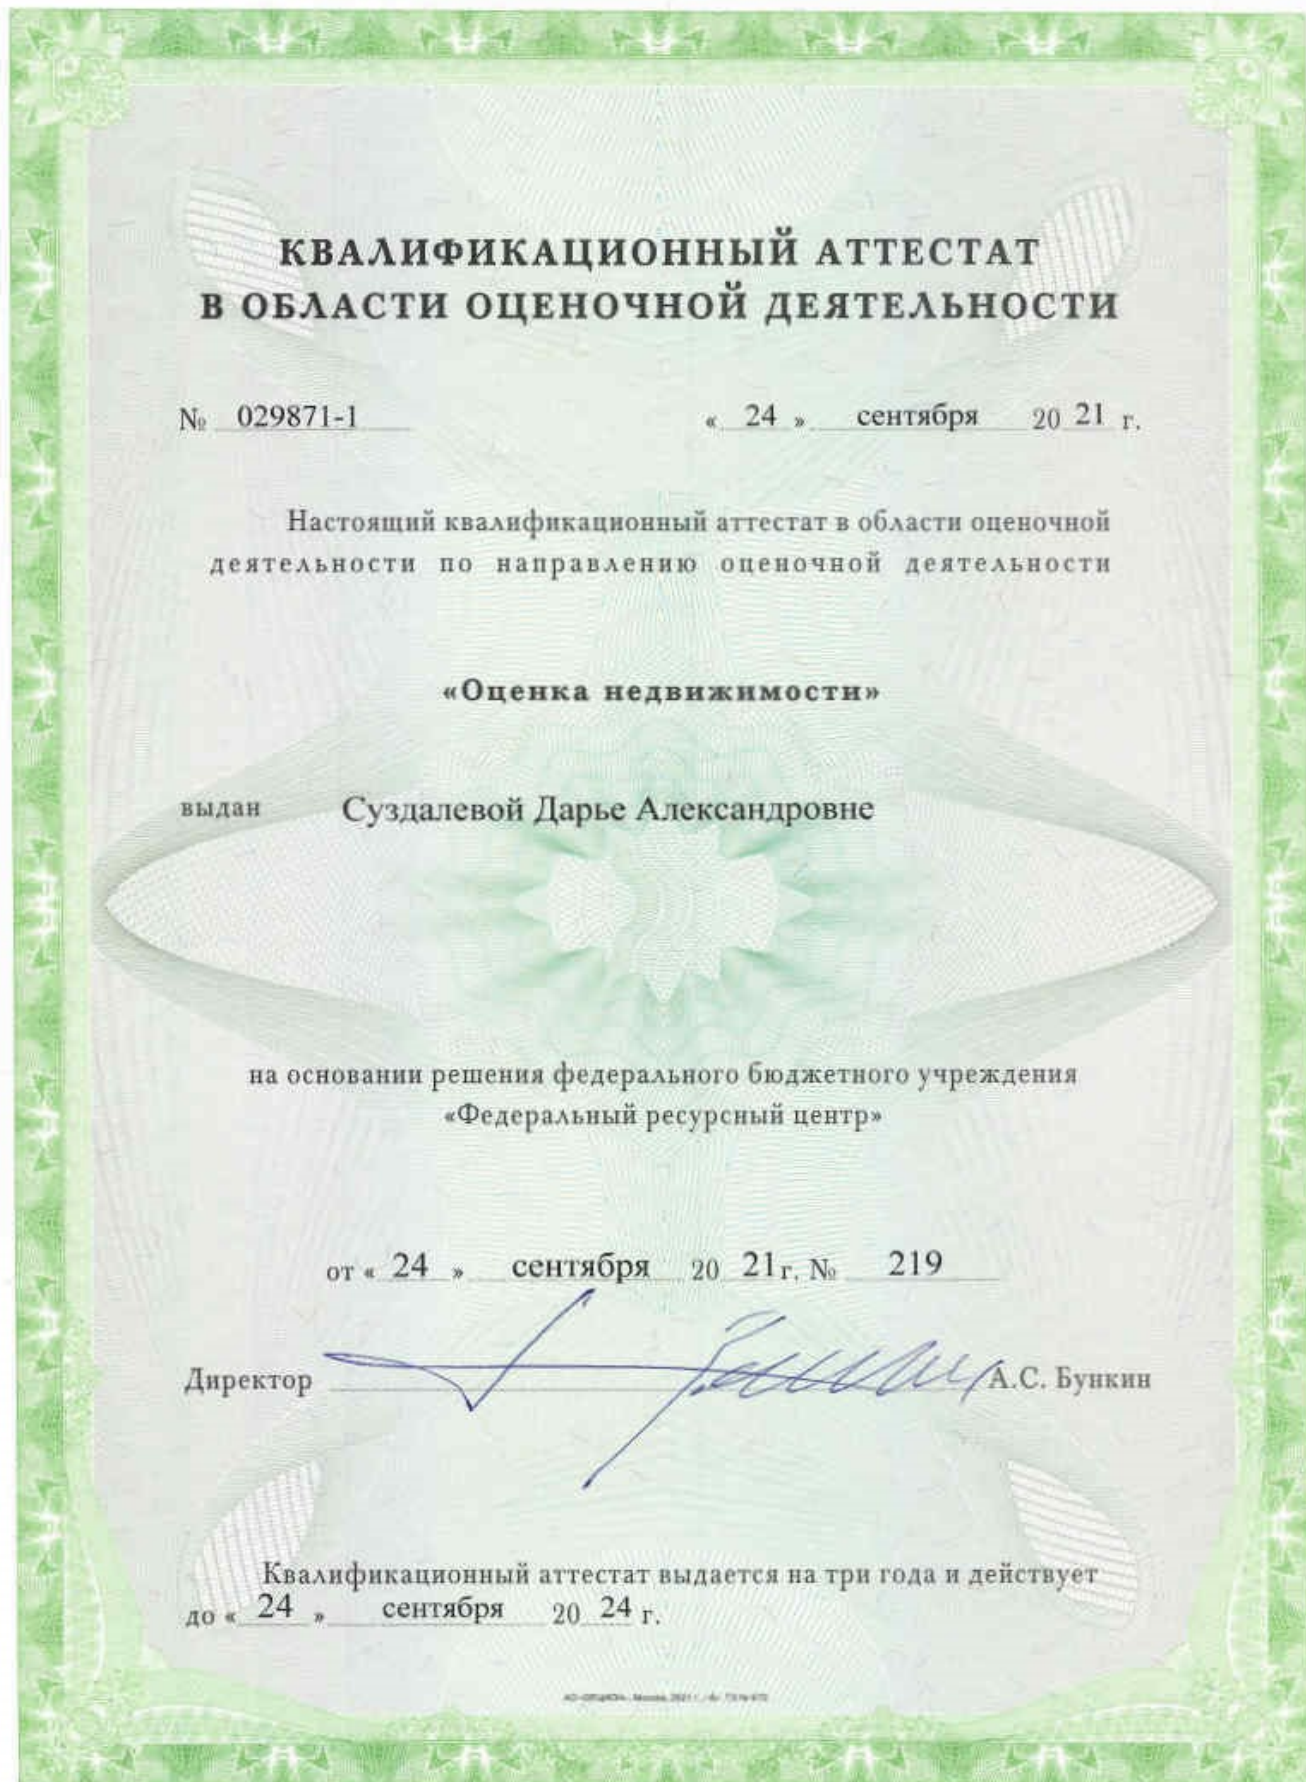 КВАЛИФИКАЦИОННЫЙ АТТЕСТАТ
В ОБЛАСТИ ОЦЕНОЧНОЙ ДЕЯТЕЛЬНОСТИ
№ 029871-1 « 24 » сентября 20 21 г.
Настоящий квалификационный аттестат в области оценочной
деятельности по направлению оценочной деятельности
«Оценка недвижимости»
выдан Суздалевой Дарье Александровне
на основании решения федерального бюджетного учреждения
«Федеральный ресурсный центр»
от « 24 » сентября 20 21 г. № 219
Директор А.С. Бункин
Квалификационный аттестат выдается на три года и действует
до « 24 » сентября 20 24 г.